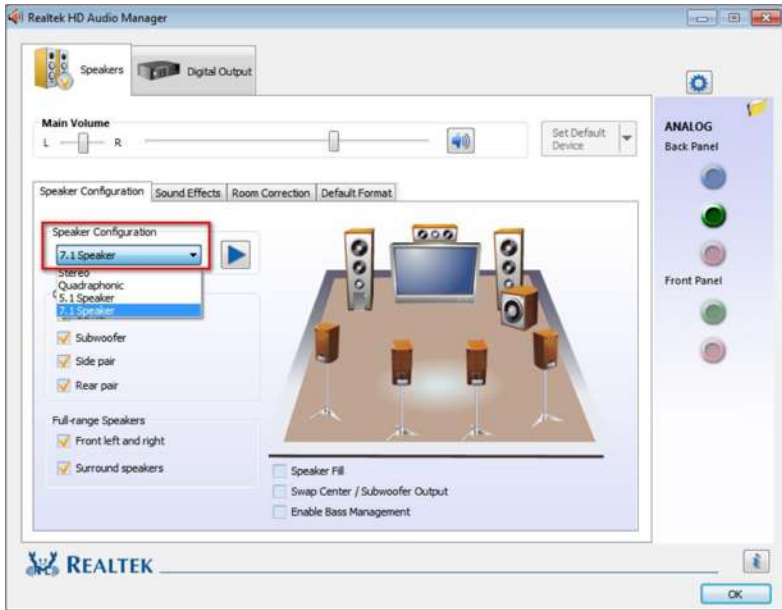 Realtek HD Audio Manager
Speakers
Digital Output
Main Volume
L
R
Set Default
Device
ANALOG
Back Panel
Speaker Configuration
Sound Effects
Room Correction
Default Format
Speaker Configuration
7.1 Speaker
Stereo
Quadraphonic
5.1 Speaker
7.1 Speaker
Subwoofer
Side pair
Rear pair
Front Panel
Full-range Speakers
Front left and right
Surround speakers
Speaker Fill
Swap Center / Subwoofer Output
Enable Bass Management
REALTEK
OK